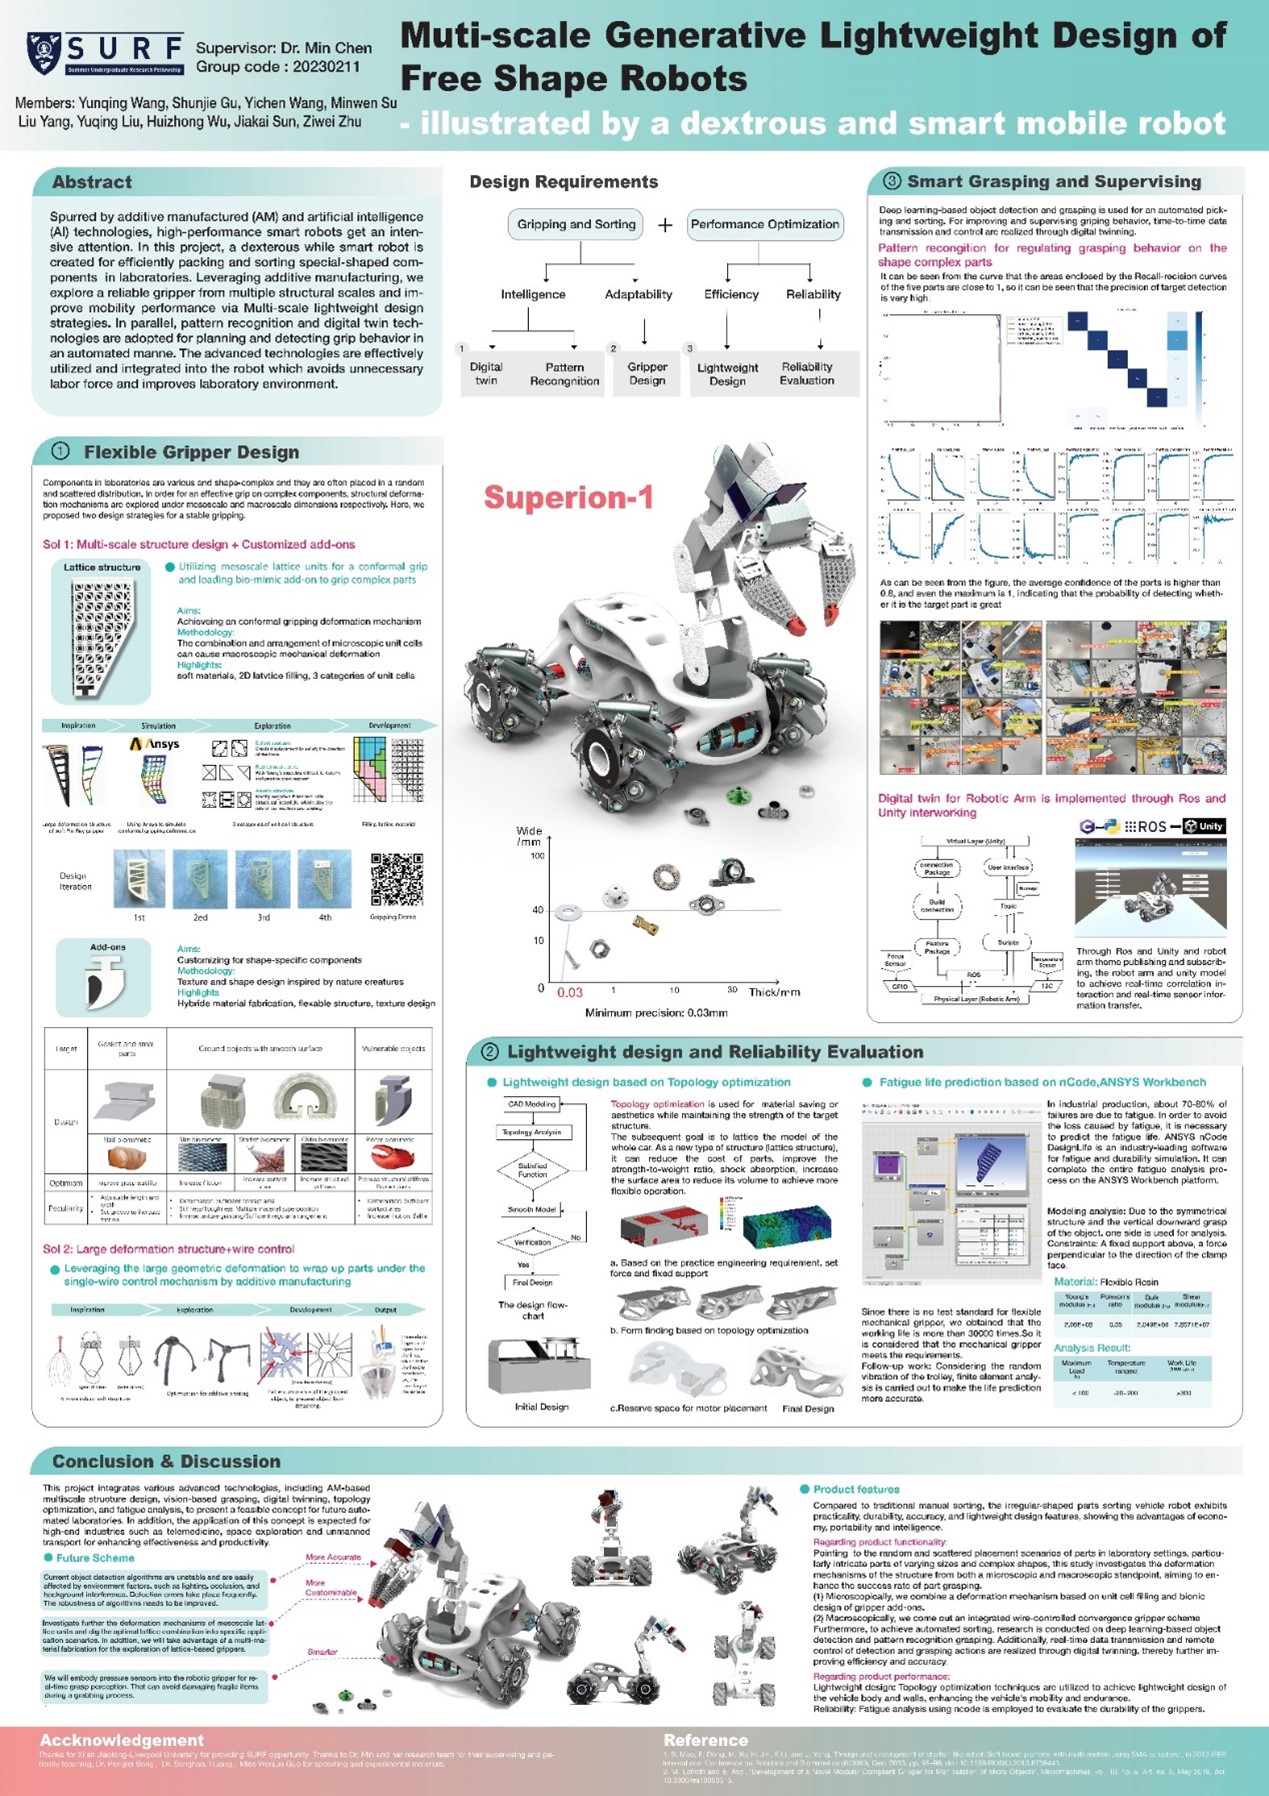 SURF
Summer Undergraduate Research Fellowship
Supervisor: Dr. Min Chen
Group code : 20230211
Members: Yunqing Wang, Shunjie Gu, Yichen Wang, Minwen Su
Liu Yang, Yuqing Liu, Huizhong Wu, Jiakai Sun, Ziwei Zhu
Muti-scale Generative Lightweight Design of
Free Shape Robots
- illustrated by a dextrous and smart mobile robot
Abstract
Spurred by additive manufactured (AM) and artificial intelligence
(AI) technologies, high-performance smart robots get an inten-
sive attention. In this project, a dexterous while smart robot is
created for efficiently packing and sorting special-shaped com-
ponents in laboratories. Leveraging additive manufacturing, we
explore a reliable gripper from multiple structural scales and im-
prove mobility performance via Multi-scale lightweight design
strategies. In parallel, pattern recognition and digital twin tech-
nologies are adopted for planning and detecting grip behavior in
an automated manne. The advanced technologies are effectively
utilized and integrated into the robot which avoids unnecessary
labor force and improves laboratory environment.
① Flexible Gripper Design
Components in laboratories are various and shape-complex and they are often placed in a random
and scattered distribution. In order for an effective grip on complex components, structural deforma-
tion mechanisms are explored under mesoscale and macroscale dimensions respectively. Here, we
proposed two design strategies for a stable gripping.
Sol 1: Multi-scale structure design + Customized add-ons
Lattice structure
Utilizing mesoscale lattice units for a conformal grip
and loading bio-mimic add-on to grip complex parts
Aims:
Achievoing an conformal gripping deformation mechanism
Methodology:
The combination and arrangement of microscopic unit cells
can cause macroscopic mechanical deformation
Highlights:
soft materials, 2D latvtice filling, 3 categories of unit cells
Inspiration
Simulation
Exploration
Development
Ansys
Filling lattice material
Design
Iteration
1st
2ed
3rd
4th
Gripping Demo
Add-ons
Aims:
Customizing for shape-specific components
Methodology:
Texture and shape design inspired by nature creatures
Highlights
Hybride material fabrication, flexable structure, texture design
Target
Gasket and smal
parts
Ground objects with smooth surface
Vulnerable objects
Design
Nail biomimetic
Optimism
Improve grasp stability
Increase friction
Peculiarity
Sol 2: Large deformation structure+wire control
Leveraging the large geometric deformation to wrap up parts under the
single-wire control mechanism by additive manufacturing
Inspiration
Exploration
Development
Output
Optimization for additive printing
Design Requirements
Gripping and Sorting
+
Performance Optimization
Intelligence
Adaptability
Efficiency
Reliability
1
Digital
twin
Pattern
Recongnition
2
Gripper
Design
3
Lightweight
Design
Reliability
Evaluation
Superion-1
Wide
/mm
100
40
10
0
0.03
1
10
30
Thick/mm
Minimum precision: 0.03mm
③ Smart Grasping and Supervising
Deep learning-based object detection and grasping is used for an automated pick-
ing and sorting. For improving and supervising griping behavior, time-to-time data
transmission and control are realized through digital twinning.
Pattern recongition for regulating grasping behavior on the
shape complex parts
It can be seen from the curve that the areas enclosed by the Recall-recision curves
of the five parts are close to 1, so it can be seen that the precision of target detection
is very high.
As can be seen from the figure, the average confidence of the parts is higher than
0.8, and even the maximum is 1, indicating that the probability of detecting wheth-
er it is the target part is great
Digital twin for Robotic Arm is implemented through Ros and
Unity interworking
ROS
Unity
Virtual Layer (Unity)
connection
Package
User interface
Build
connection
Topic
Feature
Package
Scripts
Force
Sensor
Temperature
Sensor
ROS
GPIO
I2C
Physical Layer (Robotic Arm)
Through Ros and Unity and robot
arm thomo publishing and subscrib-
ing, the robot arm and unity model
to achieve real-time correlation in-
teraction and real-time sensor infor-
mation transfer.
② Lightweight design and Reliability Evaluation
Lightweight design based on Topology optimization
CAD Modeling
Topology Analysis
Satisfied
Function
Smooth Model
Verification
No
Yes
Final Design
The design flow-
chart
Topology optimization is used for material saving or
aesthetics while maintaining the strength of the target
structure.
The subsequent goal is to lattice the model of the
whole car. As a new type of structure (lattice structure),
it can reduce the cost of parts, improve the
strength-to-weight ratio, shock absorption, increase
the surface area to reduce its volume to achieve more
flexible operation.
a. Based on the practice engineering requirement, set
force and fixed support
b. Form finding based on topology optimization
Initial Design
c.Reserve space for motor placement
Final Design
Fatigue life prediction based on nCode,ANSYS Workbench
In industrial production, about 70-80% of
failures are due to fatigue. In order to avoid
the loss caused by fatigue, it is necessary
to predict the fatigue life. ANSYS nCode
DesignLife is an industry-leading software
for fatigue and durability simulation. It can
complete the entire fatigue analysis pro-
cess on the ANSYS Workbench platform.
Modeling analysis: Due to the symmetrical
structure and the vertical downward grasp
of the object, one side is used for analysis.
Constraints: A fixed support above, a force
perpendicular to the direction of the clamp
face.
Since there is no test standard for flexible
mechanical gripper, we obtained that the
working life is more than 30000 times.So it
is considered that the mechanical gripper
meets the requirements.
Follow-up work: Considering the random
vibration of the trolley, finite element analy-
sis is carried out to make the life prediction
more accurate.
Material: Flexible Rosin
Young's
modulus
Poisson's
ratio
Bulk
modulus
Shear
modulus
0.35
Analysis Result:
Maximum
Load
Temperature
ranges
Work Life
Conclusion & Discussion
This project integrates various advanced technologies, including AM-based
multiscale structure design, vision-based grasping, digital twinning, topology
optimization, and fatigue analysis, to present a feasible concept for future auto-
mated laboratories. In addition, the application of this concept is expected for
high-end industries such as telemedicine, space exploration and unmanned
transport for enhancing effectiveness and productivity
Future Scheme
Current object detection algorithms are unstable and are easily
affected by environment factors, such as lighting, occlusion, and
background interference. Detection errors take place frequently.
The robustness of algorithms needs to be improved.
Investigate further the deformation mechanisms of mesoscale lat-
tice units and dig the optimal lattice combination into specific appli-
cation scenarios. In addition, we will take advantage of a multi-ma-
terial fabrication for the exploration of lattice-based grippers.
We will embody pressure sensors into the robotic gripper for re-
al-time grasp perception. That can avoid damaging fragile items
during a grabbing process.
More Accurate
More
Customizable
Smarter
Product features
Compared to traditional manual sorting, the irregular-shaped parts sorting vehicle robot exhibits
practicality, durability, accuracy, and lightweight design features, showing the advantages of econo-
my, portability and intelligence.
Regarding product functionality:
Pointing to the random and scattered placement scenarios of parts in laboratory settings, particu-
larly intricate parts of varying sizes and complex shapes, this study investigates the deformation
mechanisms of the structure from both a microscopic and macroscopic standpoint, aiming to en-
hance the success rate of part grasping.
(1) Microscopically, we combine a deformation mechanism based on unit cell filling and bionic
design of gripper add-ons.
(2) Macroscopically, we come out an integrated wire-controlled convergence gripper scheme
Furthermore, to achieve automated sorting, research is conducted on deep learning-based object
detection and pattern recognition grasping. Additionally, real-time data transmission and remote
control of detection and grasping actions are realized through digital twinning, thereby further im-
proving efficiency and accuracy.
Regarding product performance:
Lightweight design: Topology optimization techniques are utilized to achieve lightweight design of
the vehicle body and walls, enhancing the vehicle's mobility and endurance.
Reliability: Fatigue analysis using ncode is employed to evaluate the durability of the grippers.
Acknowledgement
Thanks for Xi'an Jiaotong-Liverpool University for providing SURF opportunity. Thanks to Dr. Min and her research team for their supervising and pa-
Reference